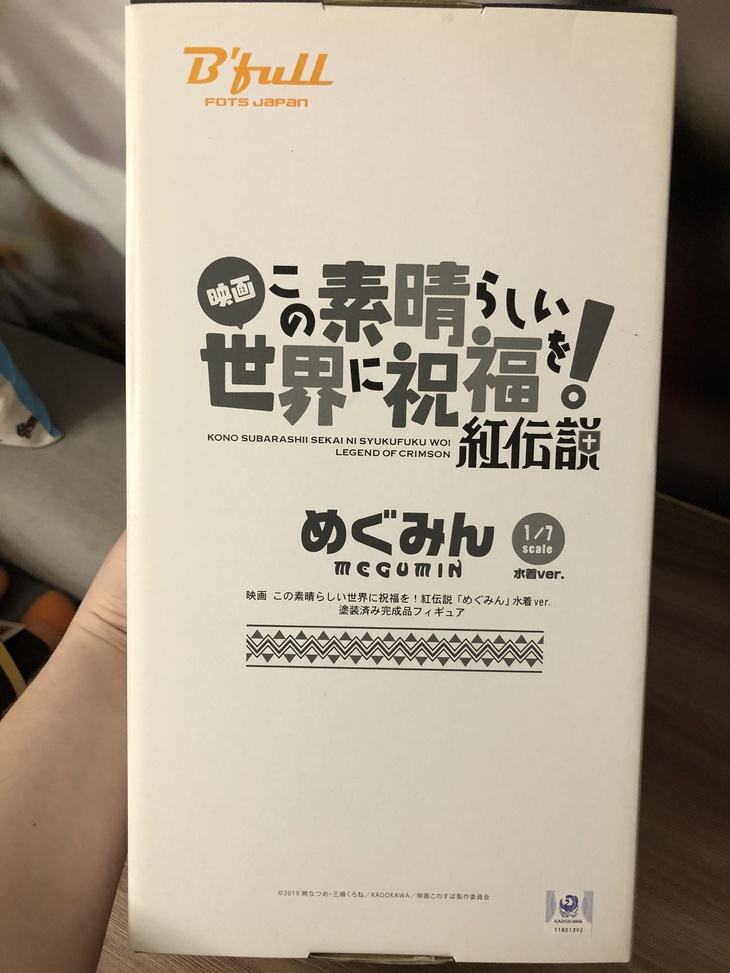 B'full
FOTS JAPAN
映画
この素晴らしい
世界に祝福を!
KONO SUBARASHII SEKAI NI SYUKUFUKU WO!
LEGEND OF CRIMSON
紅伝説
めぐみん
MEGUMIN
1/7
scale
水着ver.
映画 この素晴らしい世界に祝福を!紅伝説「めぐみん」水着ver.
塗装済み完成品フィギュア
©2019 暁なつめ・三嶋くろね/KADOKAWA/映画このすば製作委員会
KADOKAWA
11801392